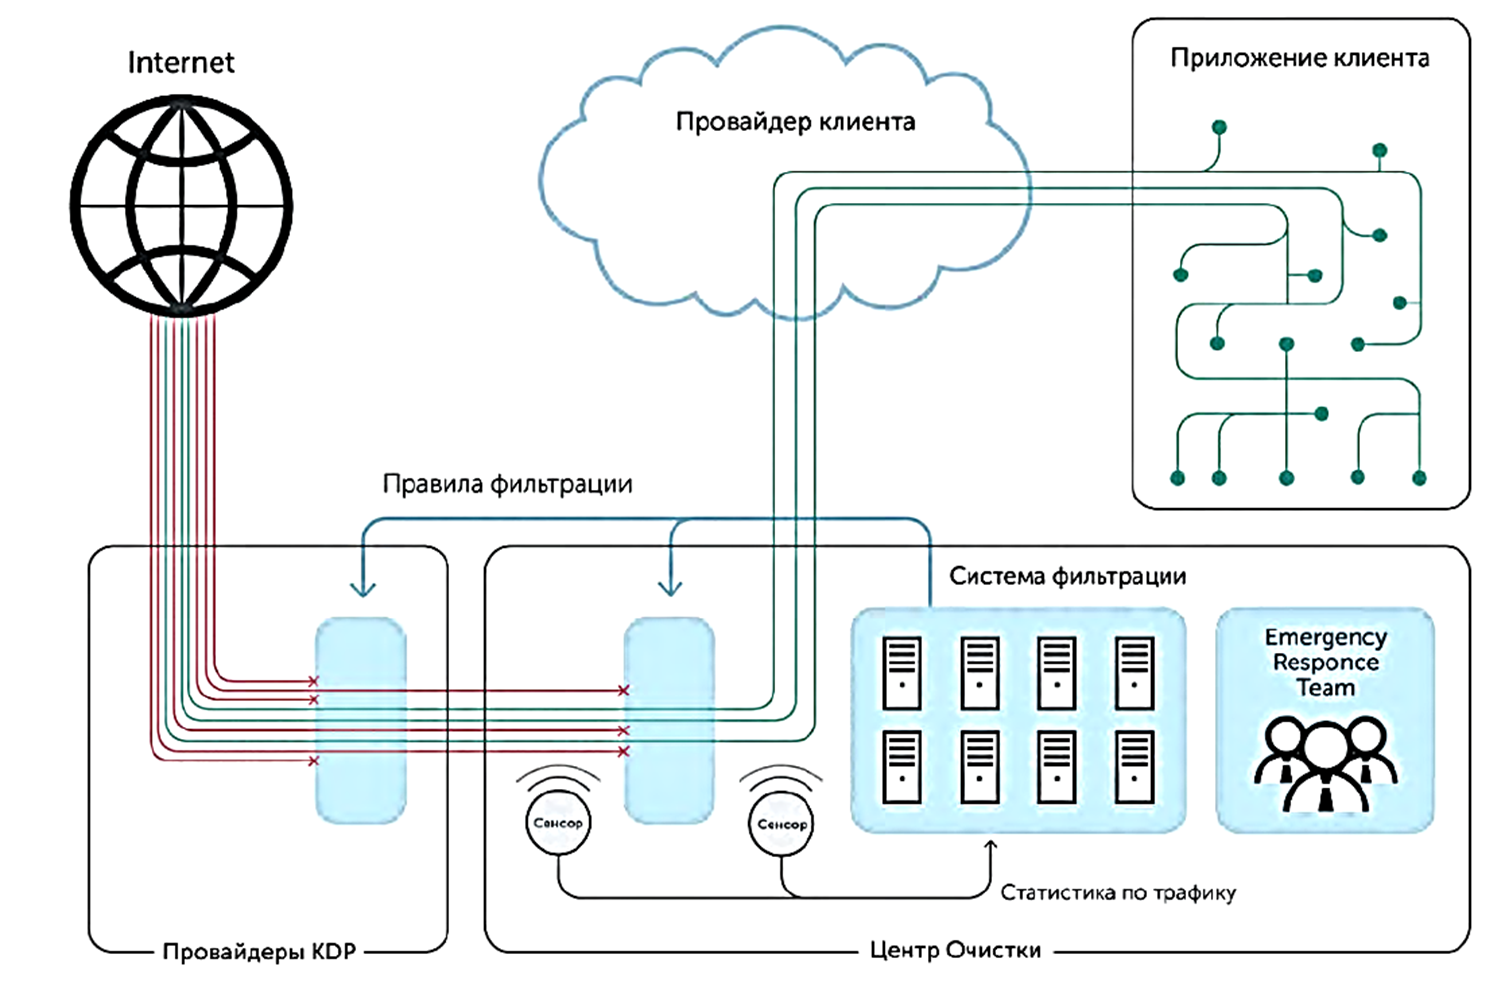 Internet
Провайдер клиента
Приложение клиента
Правила фильтрации
Система фильтрации
Emergency
Responce
Team
Сенсор
Сенсор
Статистика по трафику
Провайдеры KDP
Центр Очистки